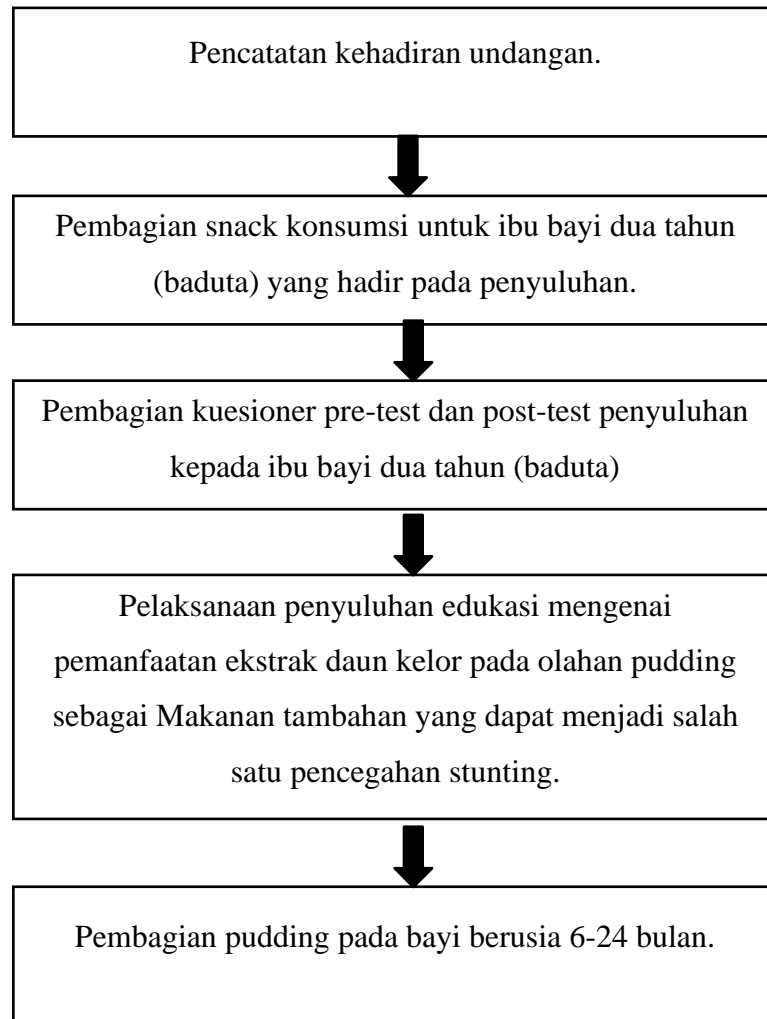 Pencatatan kehadiran undangan.
Pembagian snack konsumsi untuk ibu bayi dua tahun
(baduta) yang hadir pada penyuluhan.
Pembagian kuesioner pre-test dan post-test penyuluhan
kepada ibu bayi dua tahun (baduta)
Pelaksanaan penyuluhan edukasi mengenai
pemanfaatan ekstrak daun kelor pada olahan pudding
sebagai Makanan tambahan yang dapat menjadi salah
satu pencegahan stunting.
Pembagian pudding pada bayi berusia 6-24 bulan.